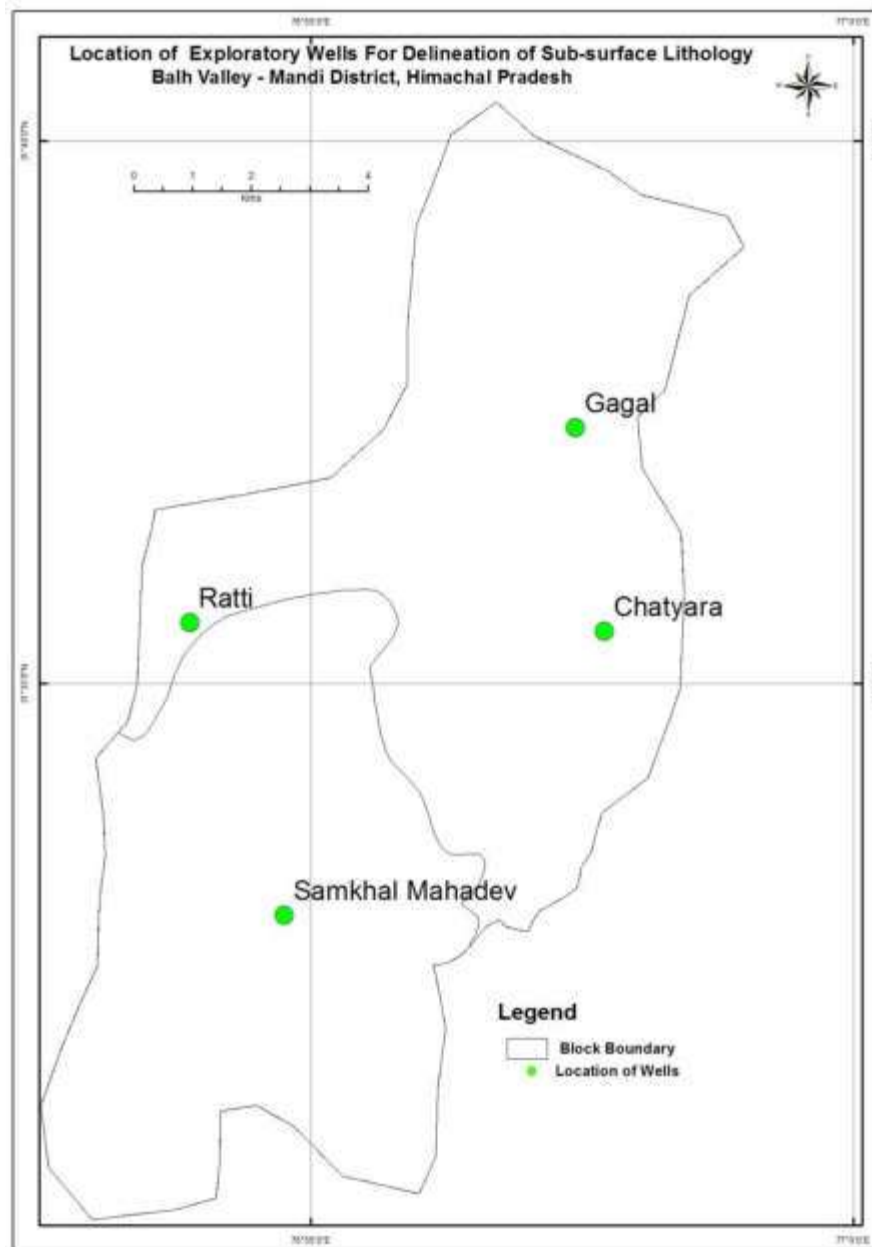 Location of Exploratory Wells For Delineation of Sub-surface Lithology
Balh Valley - Mandi District, Himachal Pradesh
0 1 2 4
Kms
Gagal
Ratti
Chatyara
Samkhal Mahadev
Legend
Block Boundary
Location of Wells